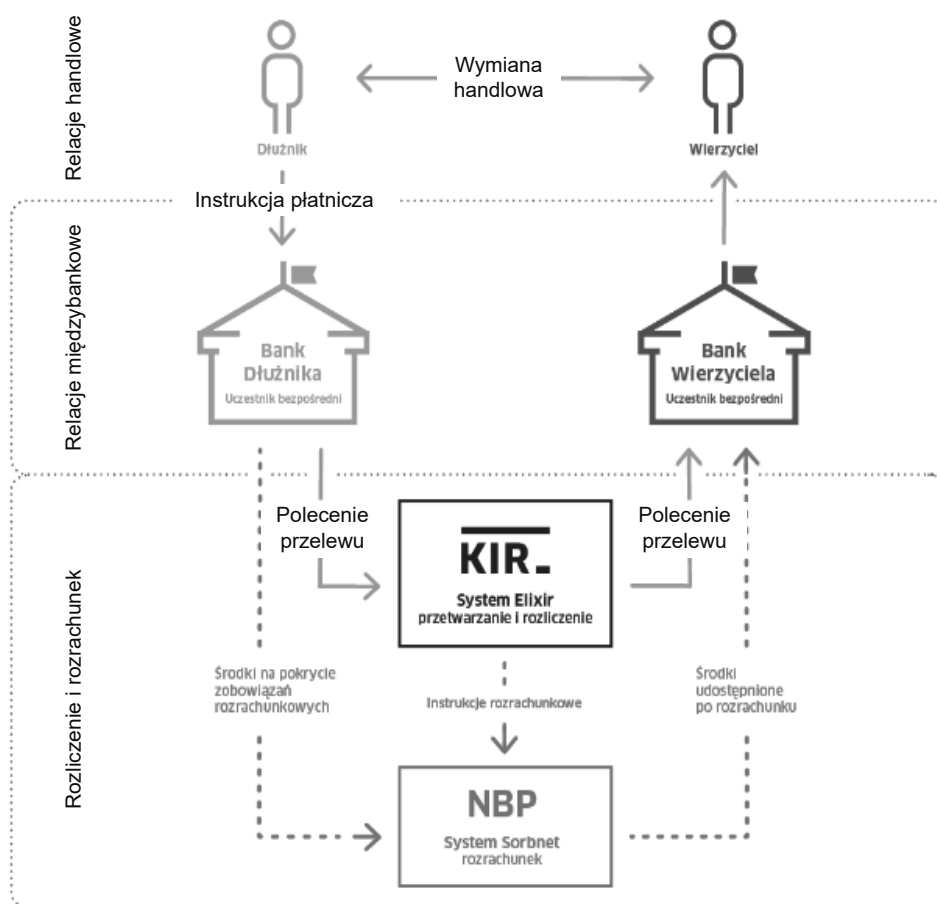 Relacje handlowe
Wymiana
handlowa
Dłużnik
Wierzyciel
Instrukcja płatnicza
Relacje międzybankowe
Bank
Dłużnika
Uczestnik bezpośredni
Bank
Wierzyciela
Uczestnik bezpośredni
Rozliczenie i rozrachunek
Polecenie
przelewu
KIR_
System Elixir
przetwarzanie i rozliczenie
Polecenie
przelewu
Środki na pokrycie
zobowiązań
rozrachunkowych
Instrukcje rozrachunkowe
Środki
udostępnione
po rozrachunku
NBP
System Sorbnet
rozrachunek